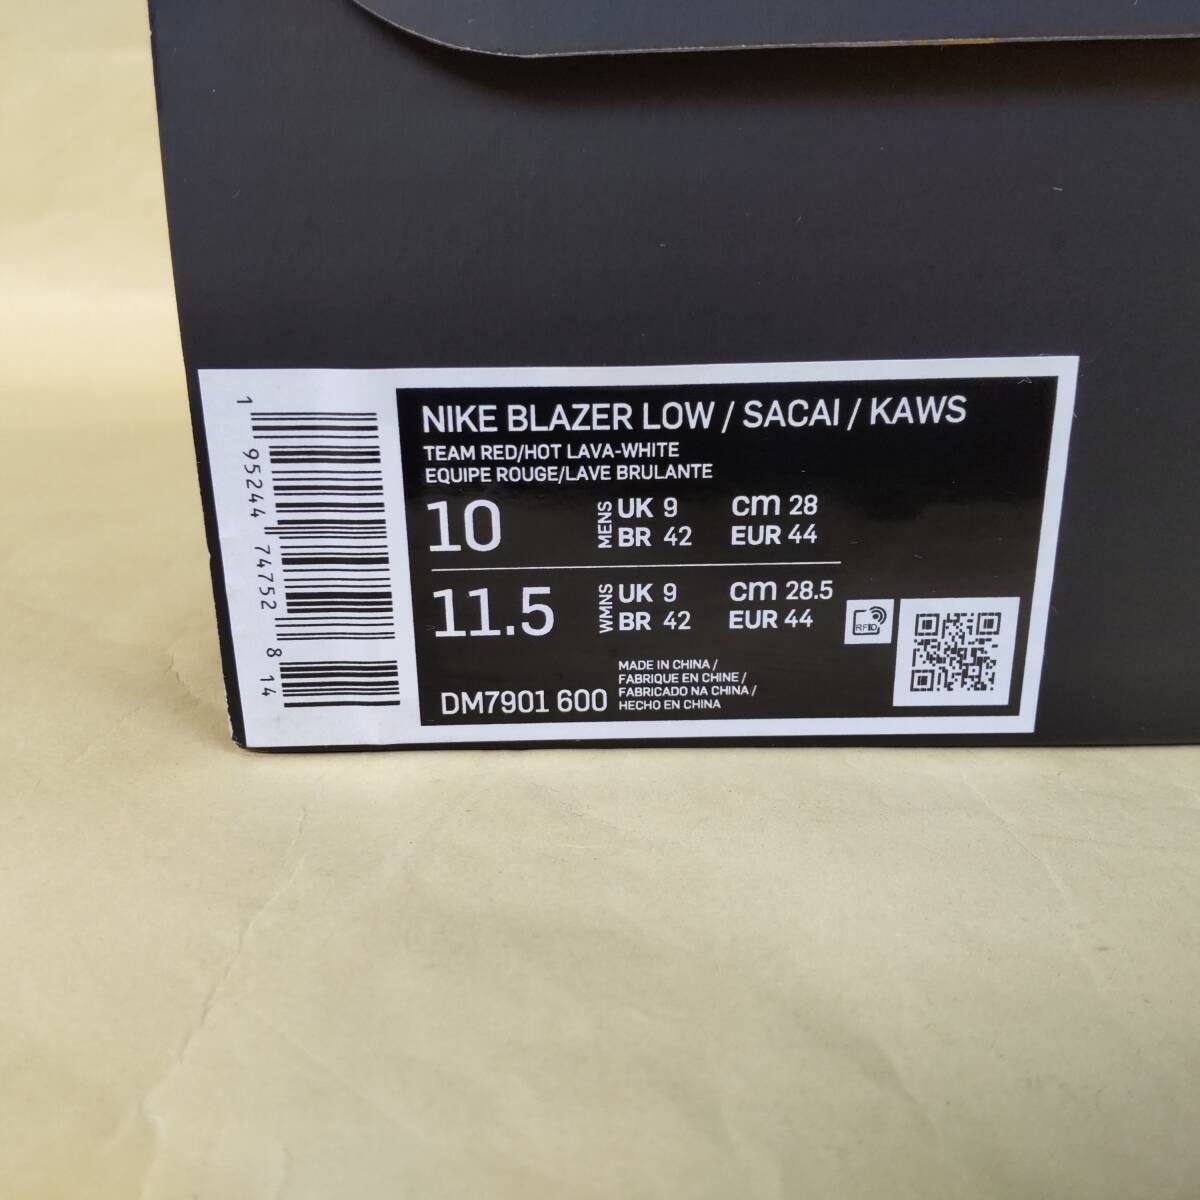 NIKE BLAZER LOW / SACAI / KAWS
TEAM RED/HOT LAVA-WHITE
EQUIPE ROUGE/LAVE BRULANTE
10 MENS UK 9 cm 28
BR 42 EUR 44
11.5 WMNS UK 9 cm 28.5
BR 42 EUR 44
RFID
DM7901 600
MADE IN CHINA /
FABRIQUE EN CHINE /
FABRICADO NA CHINA /
HECHO EN CHINA
1 95244 74752 8 14